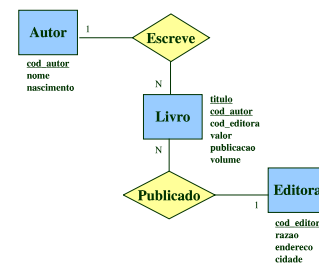 Autor
1
Escreve
cod_autor
nome
nascimento
N
Livro
titulo
cod_autor
cod_editora
valor
publicacao
volume
N
Publicado
1
Editora
cod_editor
razao
endereco
cidade